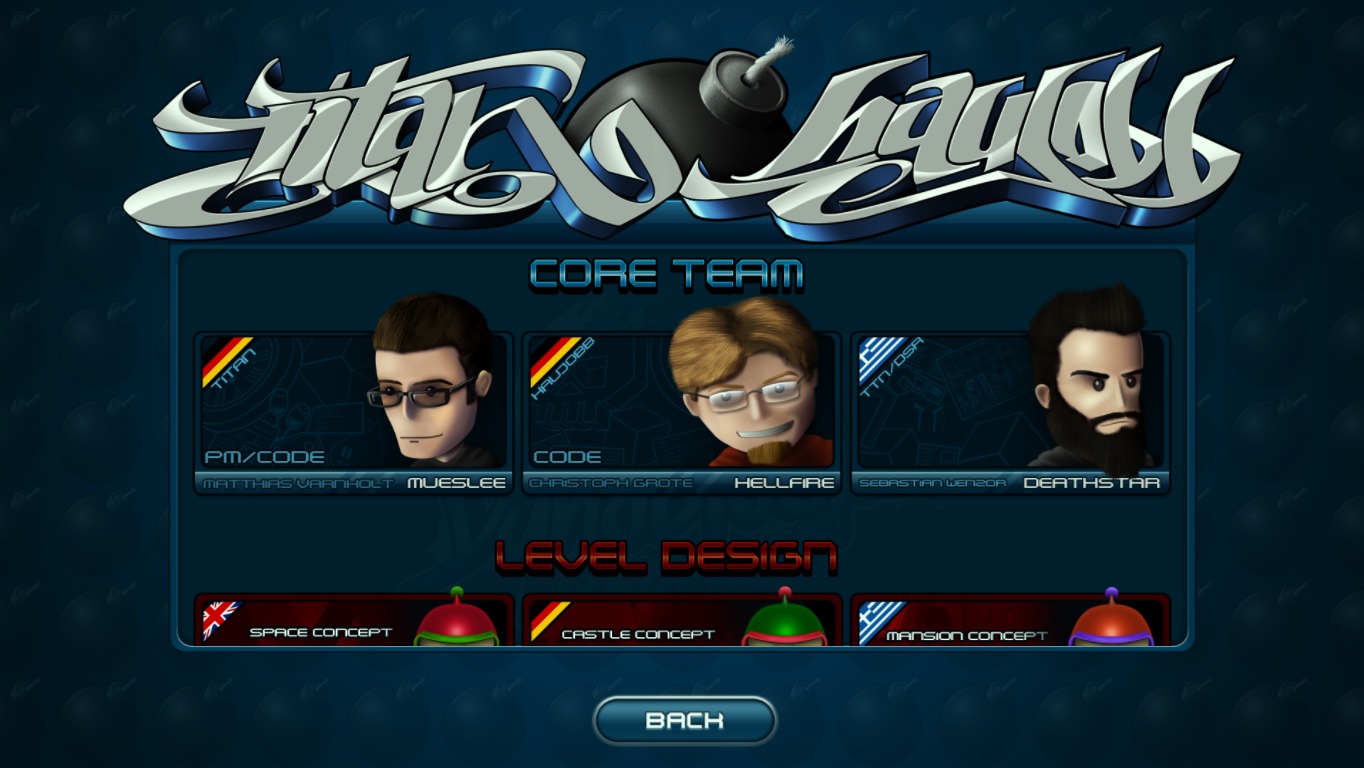 Titan Haujobb
CORE TEAM
TITAN
PM/CODE
MATTHIAS VARNHOLT MUESLEE
HAUJOBB
CODE
CHRISTOPH GROTE HELLFIRE
TTN/DSR
SEBASTIAN WENZOR DEATHSTAR
LEVEL DESIGN
SPACE CONCEPT
CASTLE CONCEPT
MANSION CONCEPT
BACK